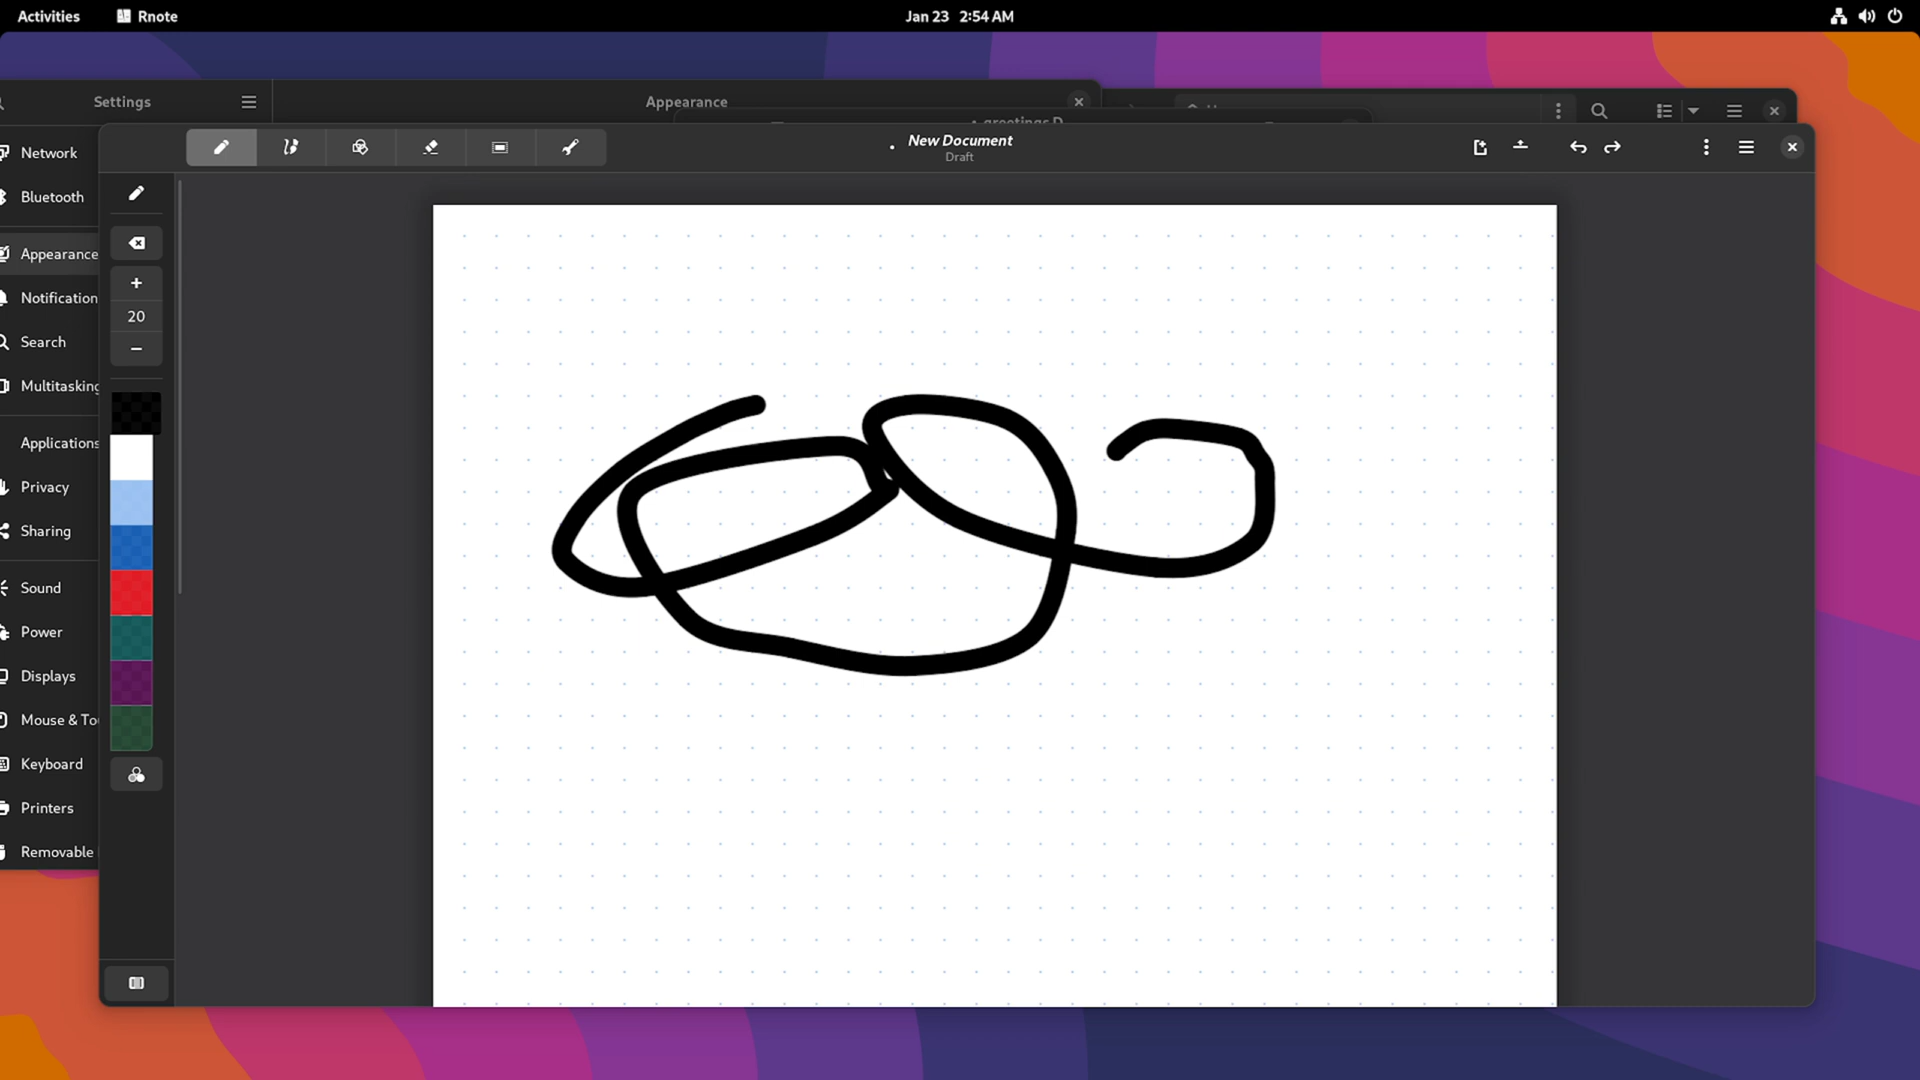 Activities Rnote Jan 23 2:54 AM
Settings Appearance
New Document
Draft
Network
Bluetooth
Appearance
Notification
Search
Multitasking
Applications
Privacy
Sharing
Sound
Power
Displays
Mouse & To
Keyboard
Printers
Removable
20